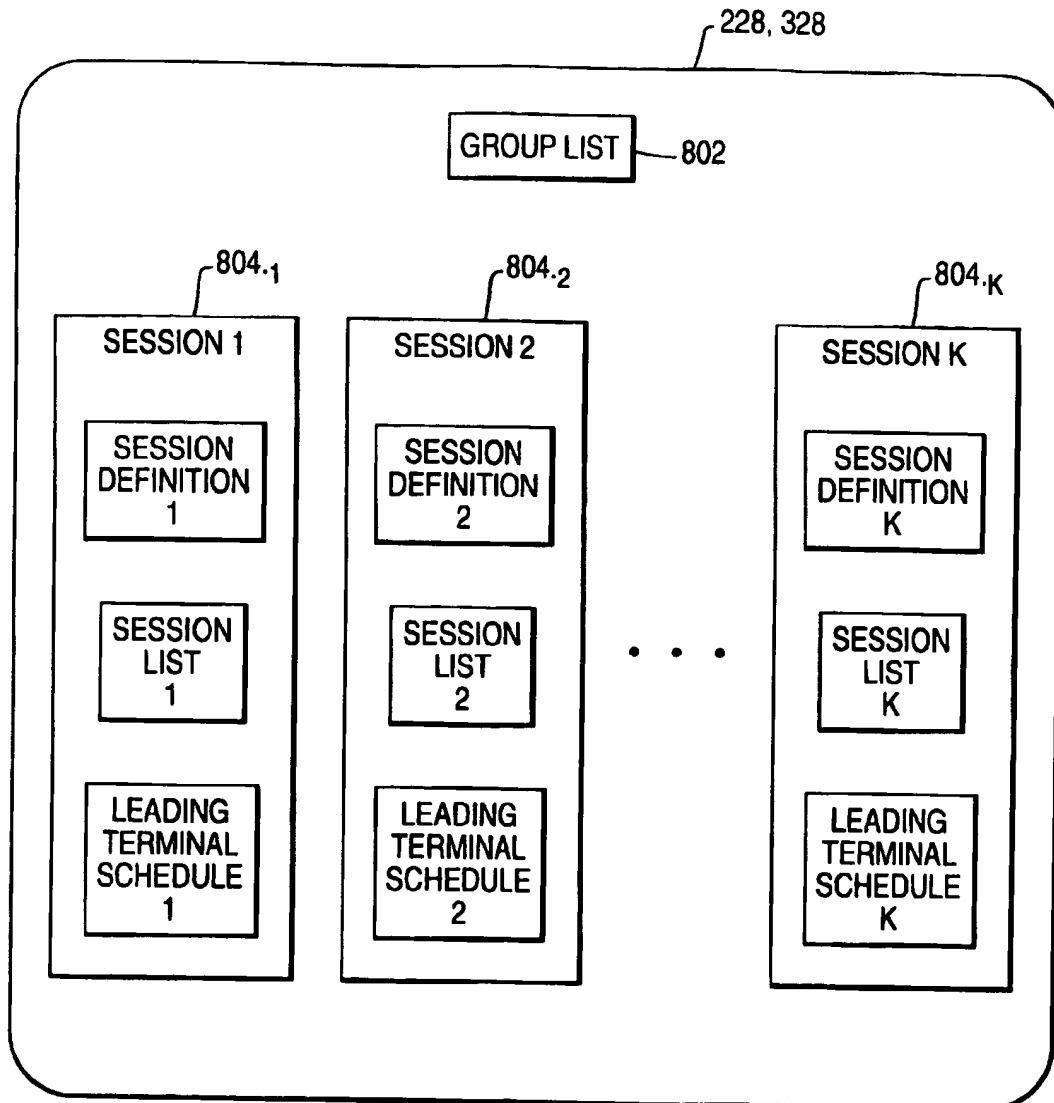 228, 328
GROUP LIST
802
804.1
804.2
804.K
SESSION 1
SESSION 2
SESSION K
SESSION
DEFINITION
1
SESSION
DEFINITION
2
SESSION
DEFINITION
K
SESSION
LIST
1
SESSION
LIST
2
• • •
SESSION
LIST
K
LEADING
TERMINAL
SCHEDULE
1
LEADING
TERMINAL
SCHEDULE
2
LEADING
TERMINAL
SCHEDULE
K